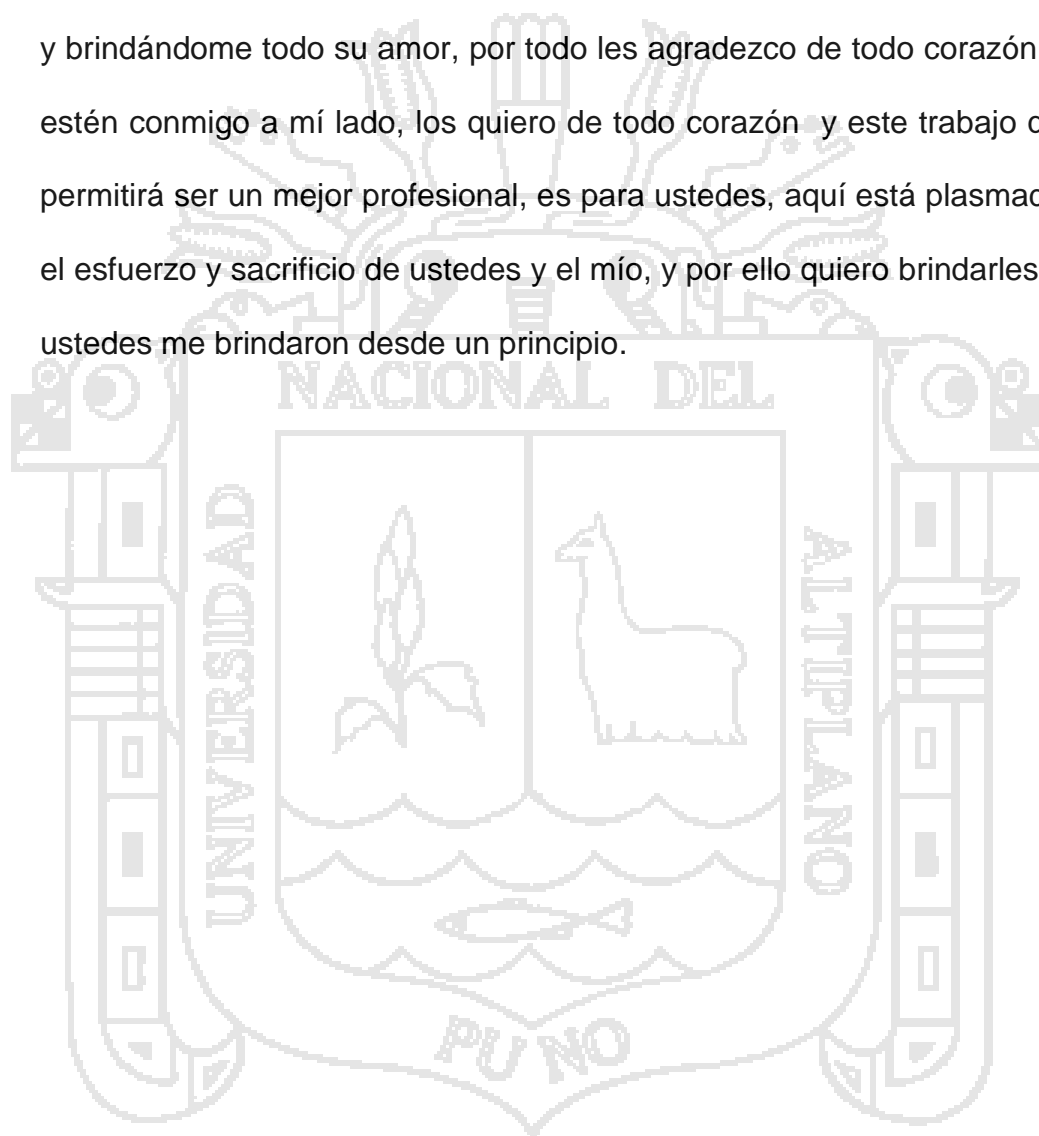 y brindándome todo su amor, por todo les agradezco de todo corazón
estén conmigo a mí lado, los quiero de todo corazón y este trabajo
permitirá ser un mejor profesional, es para ustedes, aquí está
el esfuerzo y sacrificio de ustedes y el mío, y por ello quiero brindarles
ustedes me brindaron desde un principio.
NACIONAL DEL
UNIVERSIDAD
ALTIPLANO
PUNO